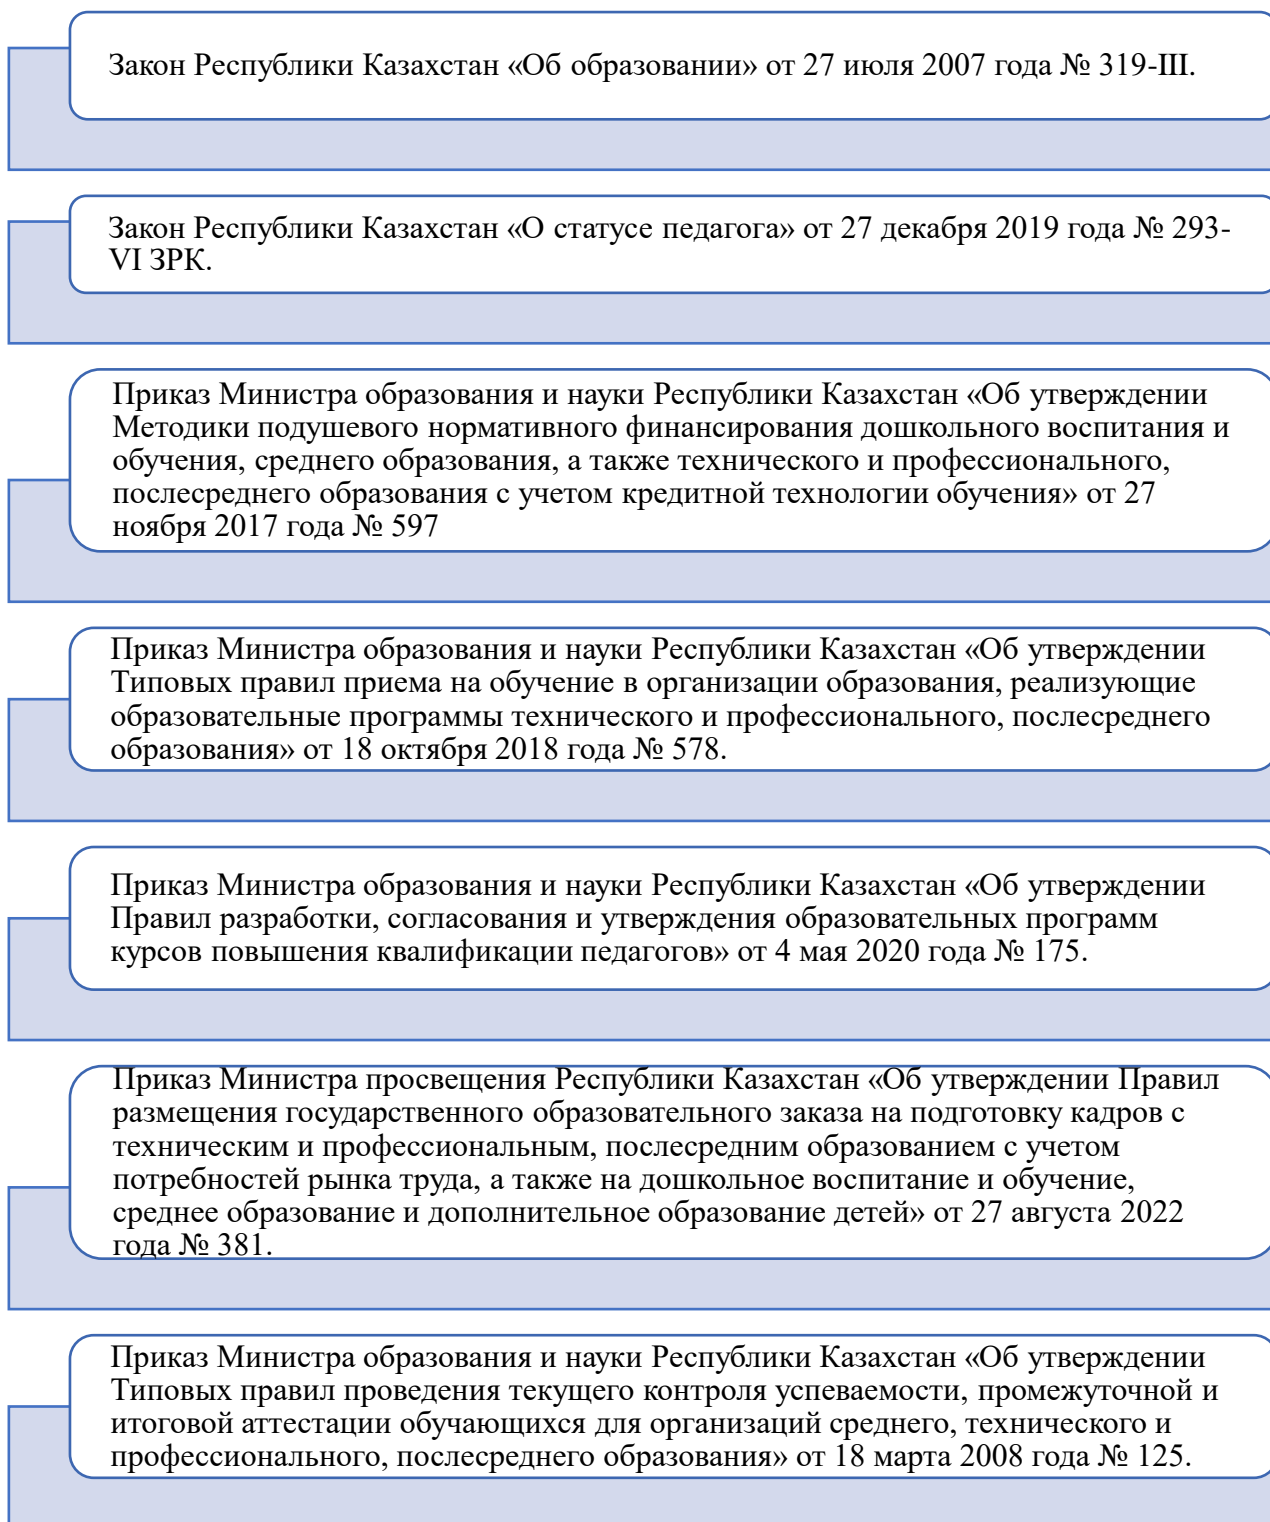 Закон Республики Казахстан «Об образовании» от 27 июля 2007 года № 319-III.
Закон Республики Казахстан «О статусе педагога» от 27 декабря 2019 года № 293-
VI ЗРК.
Приказ Министра образования и науки Республики Казахстан «Об утверждении
Методики подушевого нормативного финансирования дошкольного воспитания и
обучения, среднего образования, а также технического и профессионального,
послесреднего образования с учетом кредитной технологии обучения» от 27
ноября 2017 года № 597
Приказ Министра образования и науки Республики Казахстан «Об утверждении
Типовых правил приема на обучение в организации образования, реализующие
образовательные программы технического и профессионального, послесреднего
образования» от 18 октября 2018 года № 578.
Приказ Министра образования и науки Республики Казахстан «Об утверждении
Правил разработки, согласования и утверждения образовательных программ
курсов повышения квалификации педагогов» от 4 мая 2020 года № 175.
Приказ Министра просвещения Республики Казахстан «Об утверждении Правил
размещения государственного образовательного заказа на подготовку кадров с
техническим и профессиональным, послесредним образованием с учетом
потребностей рынка труда, а также на дошкольное воспитание и обучение,
среднее образование и дополнительное образование детей» от 27 августа 2022
года № 381.
Приказ Министра образования и науки Республики Казахстан «Об утверждении
Типовых правил проведения текущего контроля успеваемости, промежуточной и
итоговой аттестации обучающихся для организаций среднего, технического и
профессионального, послесреднего образования» от 18 марта 2008 года № 125.